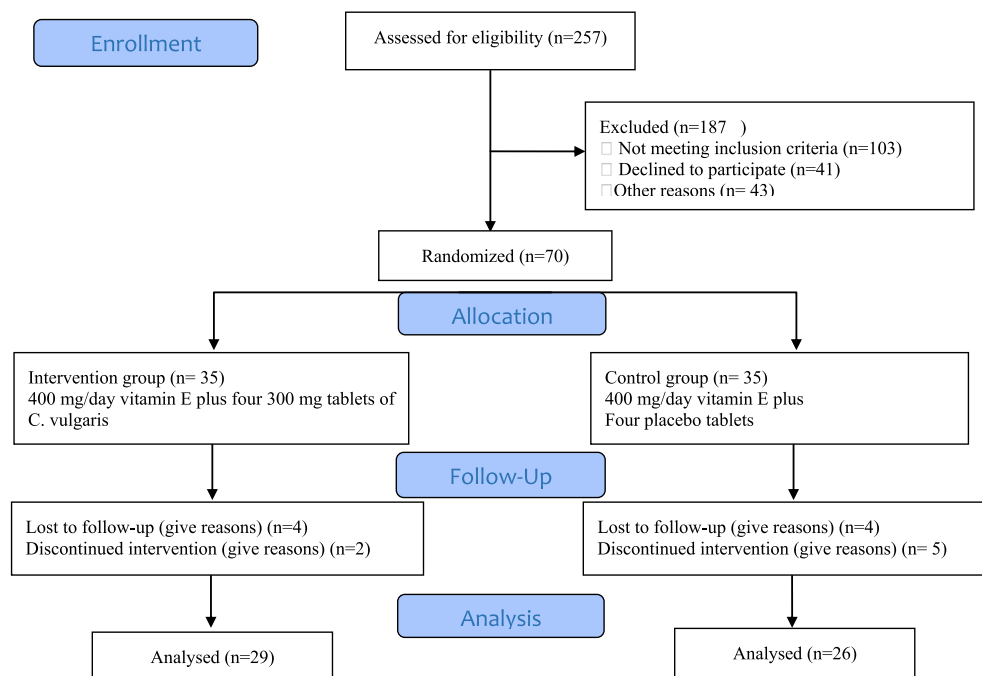 Enrollment
Assessed for eligibility (n=257)
Excluded (n=187   )
□ Not meeting inclusion criteria (n=103)
□ Declined to participate (n=41)
□Other reasons (n= 43)
Randomized (n=70)
Allocation
Intervention group (n= 35)
400 mg/day vitamin E plus four 300 mg tablets of
C. vulgaris
Control group (n= 35)
400 mg/day vitamin E plus
Four placebo tablets
Follow-Up
Lost to follow-up (give reasons) (n=4)
Discontinued intervention (give reasons) (n=2)
Lost to follow-up (give reasons) (n=4)
Discontinued intervention (give reasons) (n= 5)
Analysis
Analysed (n=29)
Analysed (n=26)